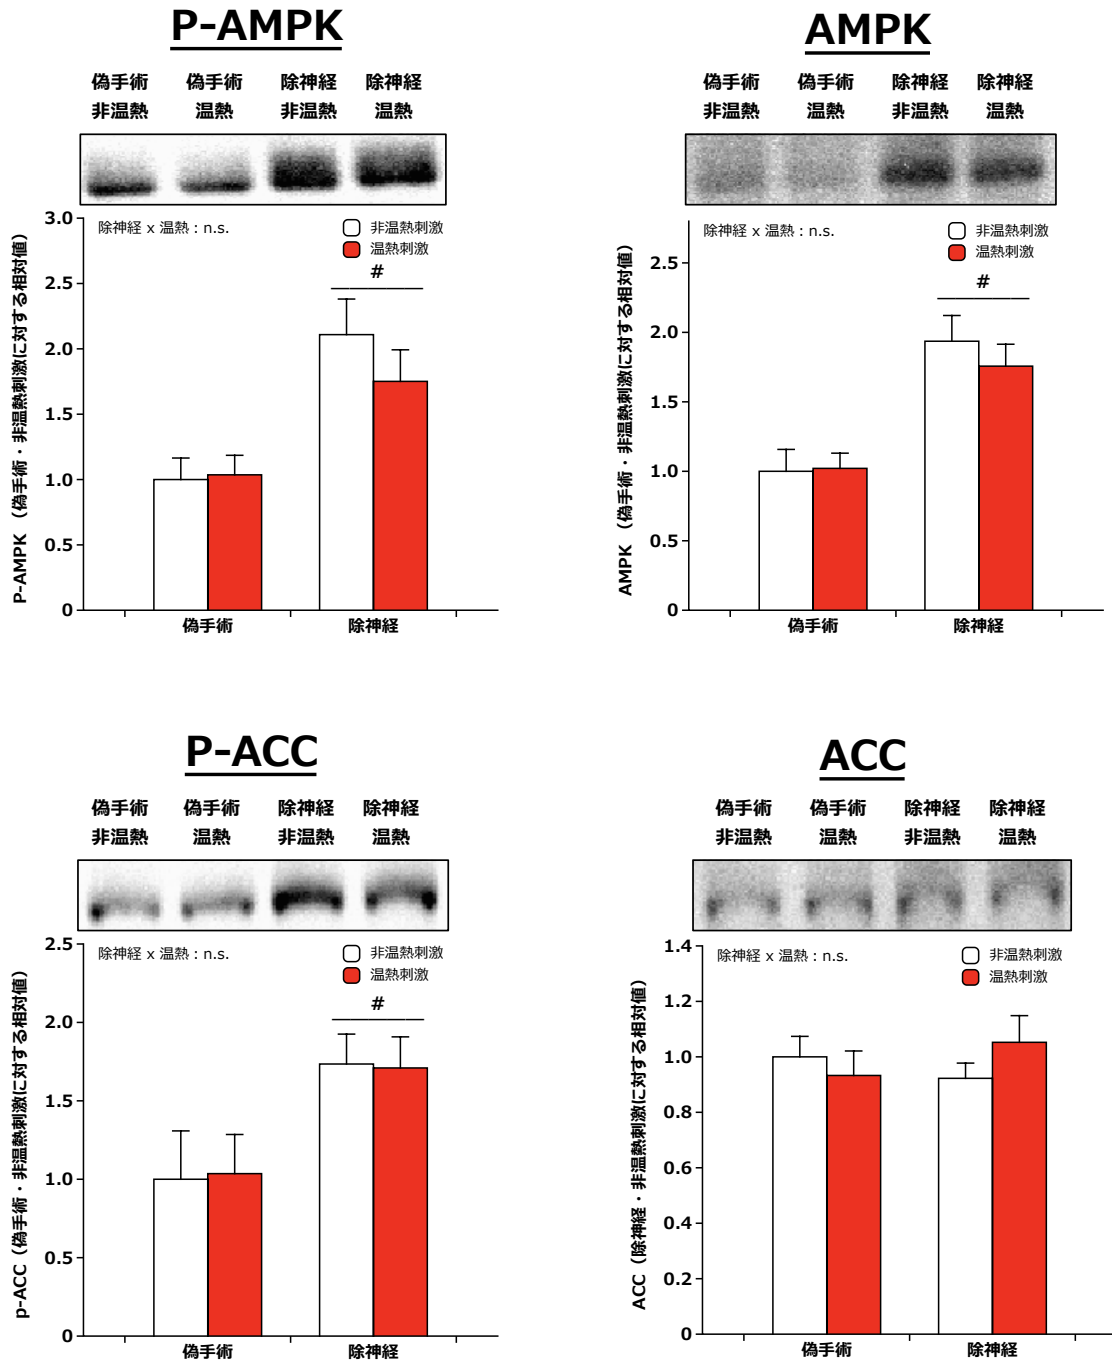 P-AMPK
偽手術 偽手術 除神経 除神経
非温熱 温熱 非温熱 温熱
除神経 x 温熱 : n.s.
非温熱刺激
温熱刺激
#
P-AMPK（偽手術・非温熱刺激に対する相対値）
3.0
2.5
2.0
1.5
1.0
0.5
0
偽手術 除神経
AMPK
偽手術 偽手術 除神経 除神経
非温熱 温熱 非温熱 温熱
除神経 x 温熱 : n.s.
非温熱刺激
温熱刺激
#
AMPK（偽手術・非温熱刺激に対する相対値）
2.5
2.0
1.5
1.0
0.5
0
偽手術 除神経
P-ACC
偽手術 偽手術 除神経 除神経
非温熱 温熱 非温熱 温熱
除神経 x 温熱 : n.s.
非温熱刺激
温熱刺激
#
p-ACC（偽手術・非温熱刺激に対する相対値）
2.5
2.0
1.5
1.0
0.5
0
偽手術 除神経
ACC
偽手術 偽手術 除神経 除神経
非温熱 温熱 非温熱 温熱
除神経 x 温熱 : n.s.
非温熱刺激
温熱刺激
ACC（除神経・非温熱刺激に対する相対値）
1.4
1.2
1.0
0.8
0.6
0.4
0.2
0
偽手術 除神経